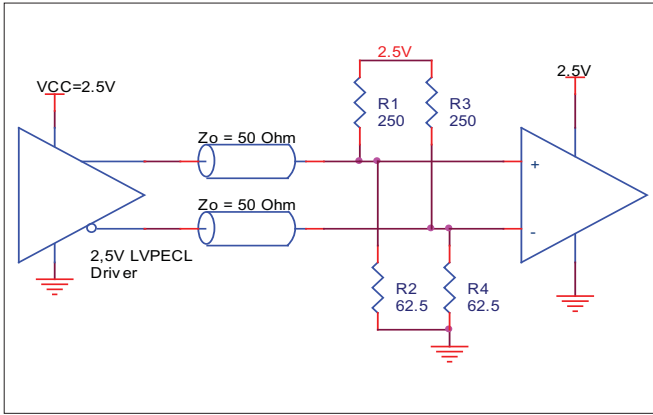 2.5V
VCC=2.5V
2.5V
R1
250
R3
250
Zo = 50 Ohm
+
Zo = 50 Ohm
-
2,5V LVPECL
Driver
R2
62.5
R4
62.5